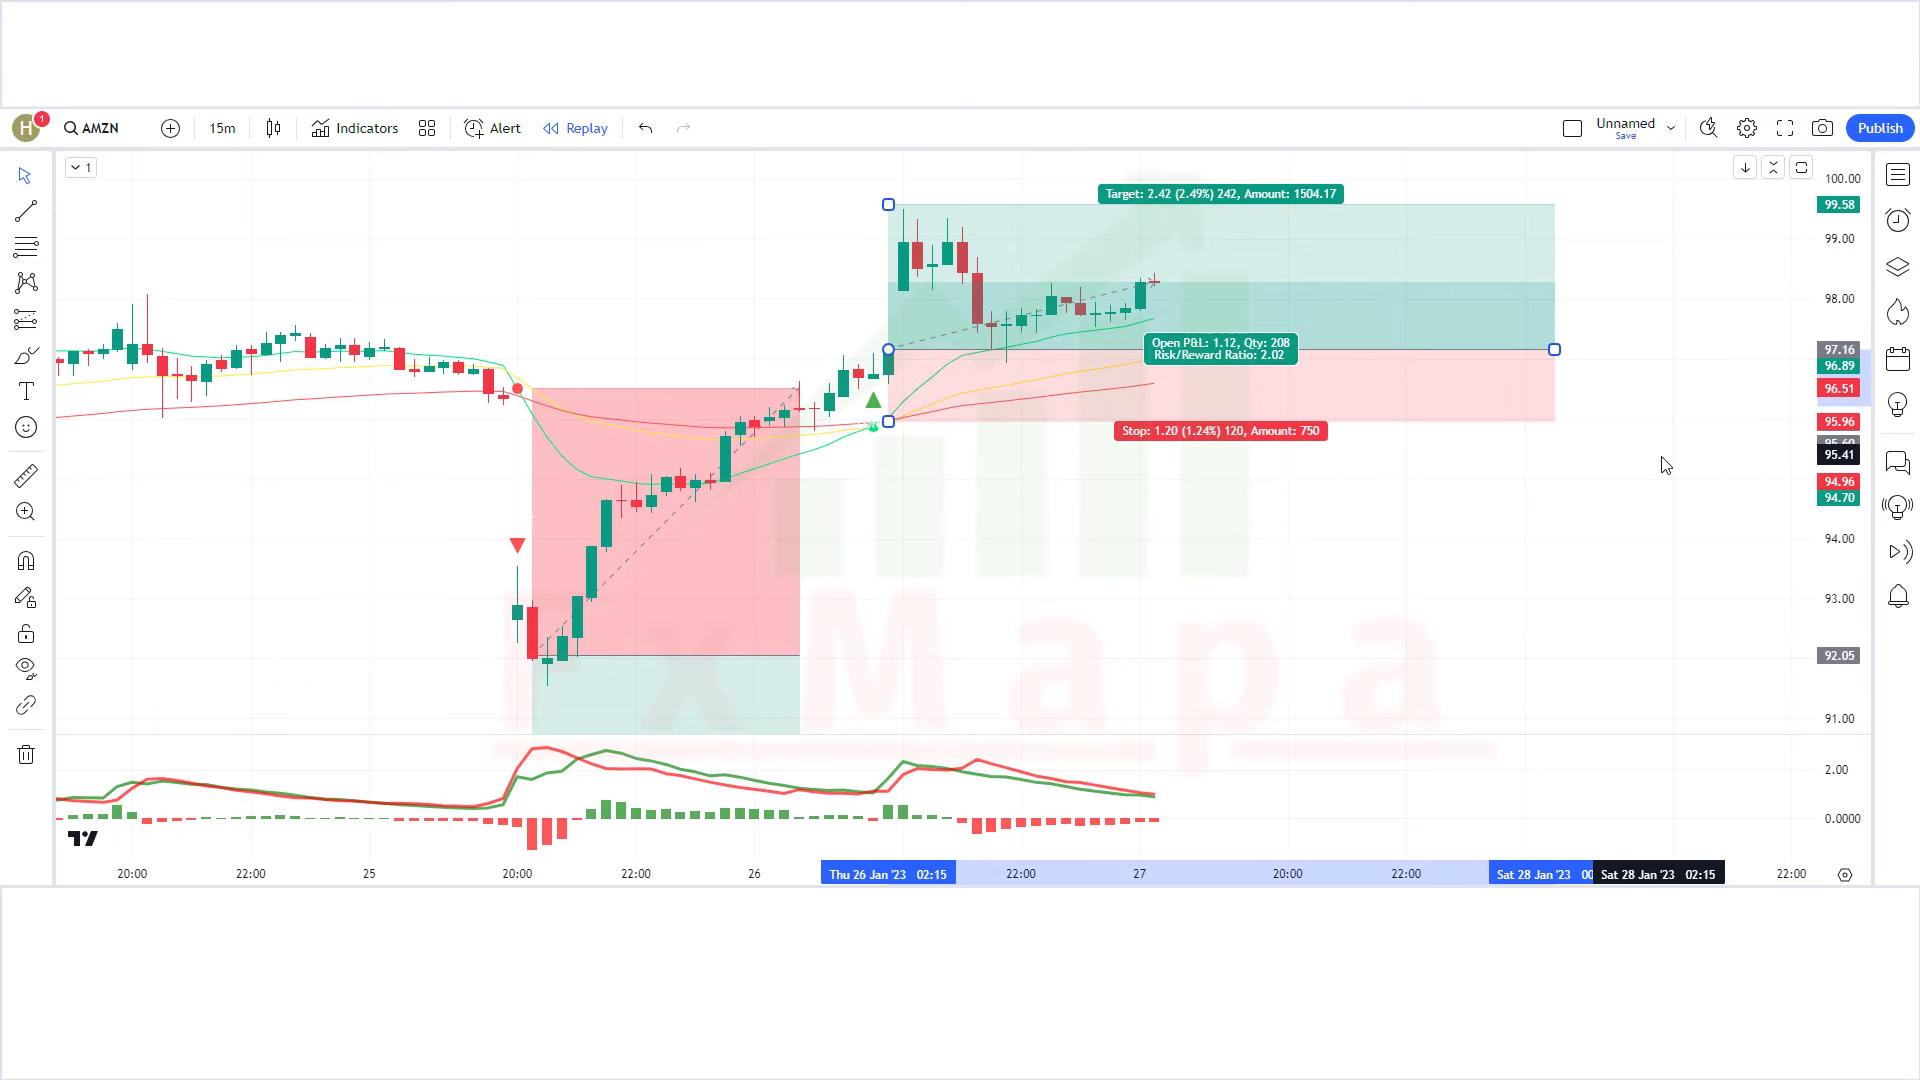 H
1
AMZN
15m
Indicators
Alert
Replay
Unnamed
Save
Publish
1
100.00
Target: 2.42 (2.49%) 242, Amount: 1504.17
99.58
99.00
98.00
Open P&L: 1.12, Qty: 208
Risk/Reward Ratio: 2.02
97.16
96.89
96.51
95.96
Stop: 1.20 (1.24%) 120, Amount: 750
95.60
95.41
94.96
94.70
94.00
93.00
92.05
91.00
FxMapa
2.00
0.0000
20:00
22:00
25
20:00
22:00
26
Thu 26 Jan '23 02:15
22:00
27
20:00
22:00
Sat 28 Jan '23 00
Sat 28 Jan '23 02:15
22:00